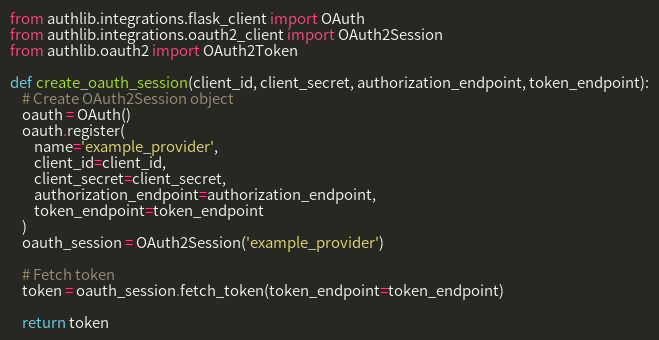 from authlib.integrations.flask_client import OAuth
from authlib.integrations.oauth2_client import OAuth2Session
from authlib.oauth2 import OAuth2Token

def create_oauth_session(client_id, client_secret, authorization_endpoint, token_endpoint):
    # Create OAuth2Session object
    oauth = OAuth()
    oauth.register(
        name='example_provider',
        client_id=client_id,
        client_secret=client_secret,
        authorization_endpoint=authorization_endpoint,
        token_endpoint=token_endpoint
    )
    oauth_session = OAuth2Session('example_provider')

    # Fetch token
    token = oauth_session.fetch_token(token_endpoint=token_endpoint)

    return token